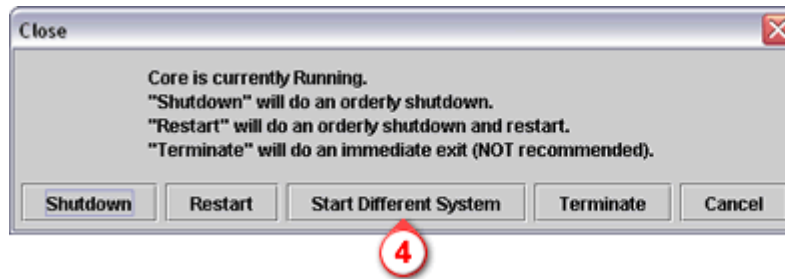 Close
Core is currently Running.
"Shutdown" will do an orderly shutdown.
"Restart" will do an orderly shutdown and restart.
"Terminate" will do an immediate exit (NOT recommended).
Shutdown Restart Start Different System Terminate Cancel
4